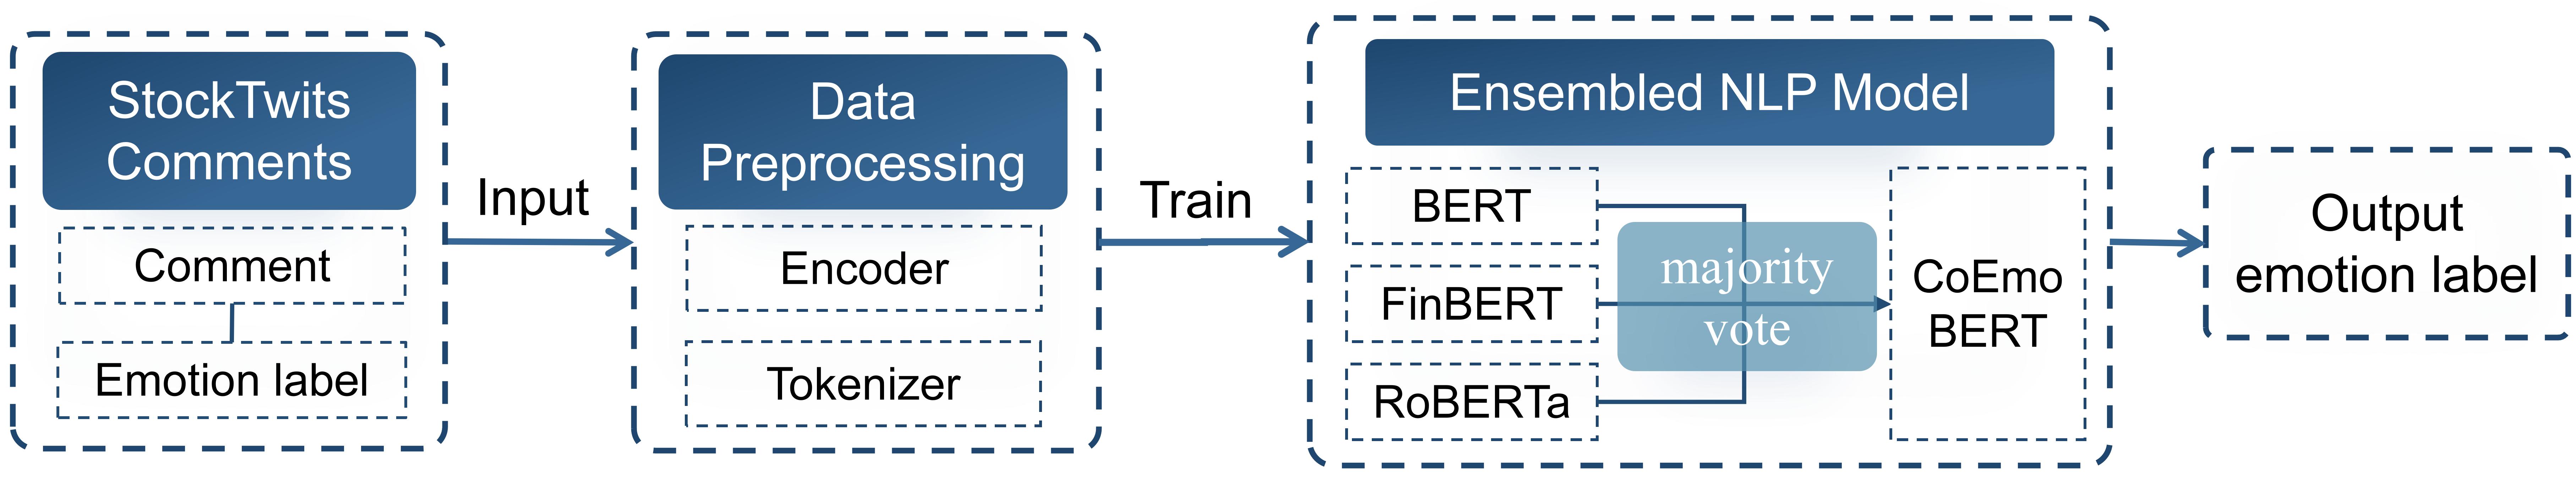 StockTwits
Comments
Comment
Emotion label
Input
Data
Preprocessing
Encoder
Tokenizer
Train
Ensembled NLP Model
BERT
FinBERT
RoBERTa
majority
vote
CoEmo
BERT
Output
emotion label